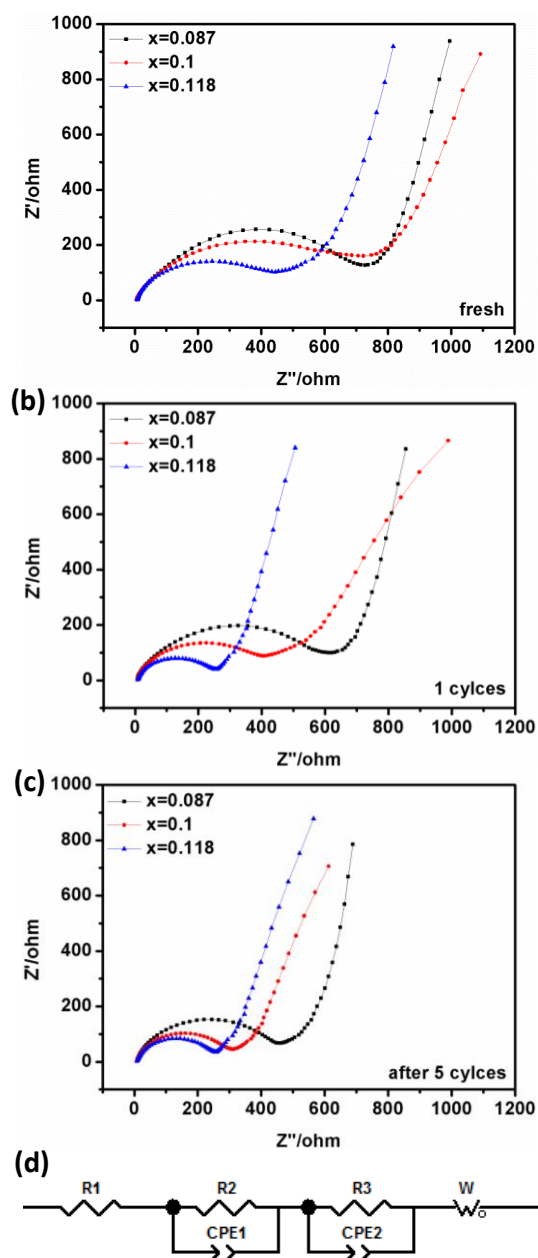 1000
800
600
400
200
0
Z'/ohm
x=0.087
x=0.1
x=0.118
fresh
0 200 400 600 800 1000 1200
Z''/ohm
(b)
1000
800
600
400
200
0
Z'/ohm
x=0.087
x=0.1
x=0.118
1 cylces
0 200 400 600 800 1000 1200
Z''/ohm
(c)
1000
800
600
400
200
0
Z'/ohm
x=0.087
x=0.1
x=0.118
after 5 cylces
0 200 400 600 800 1000 1200
Z''/ohm
(d)
R1 R2 R3 W
CPE1 CPE2